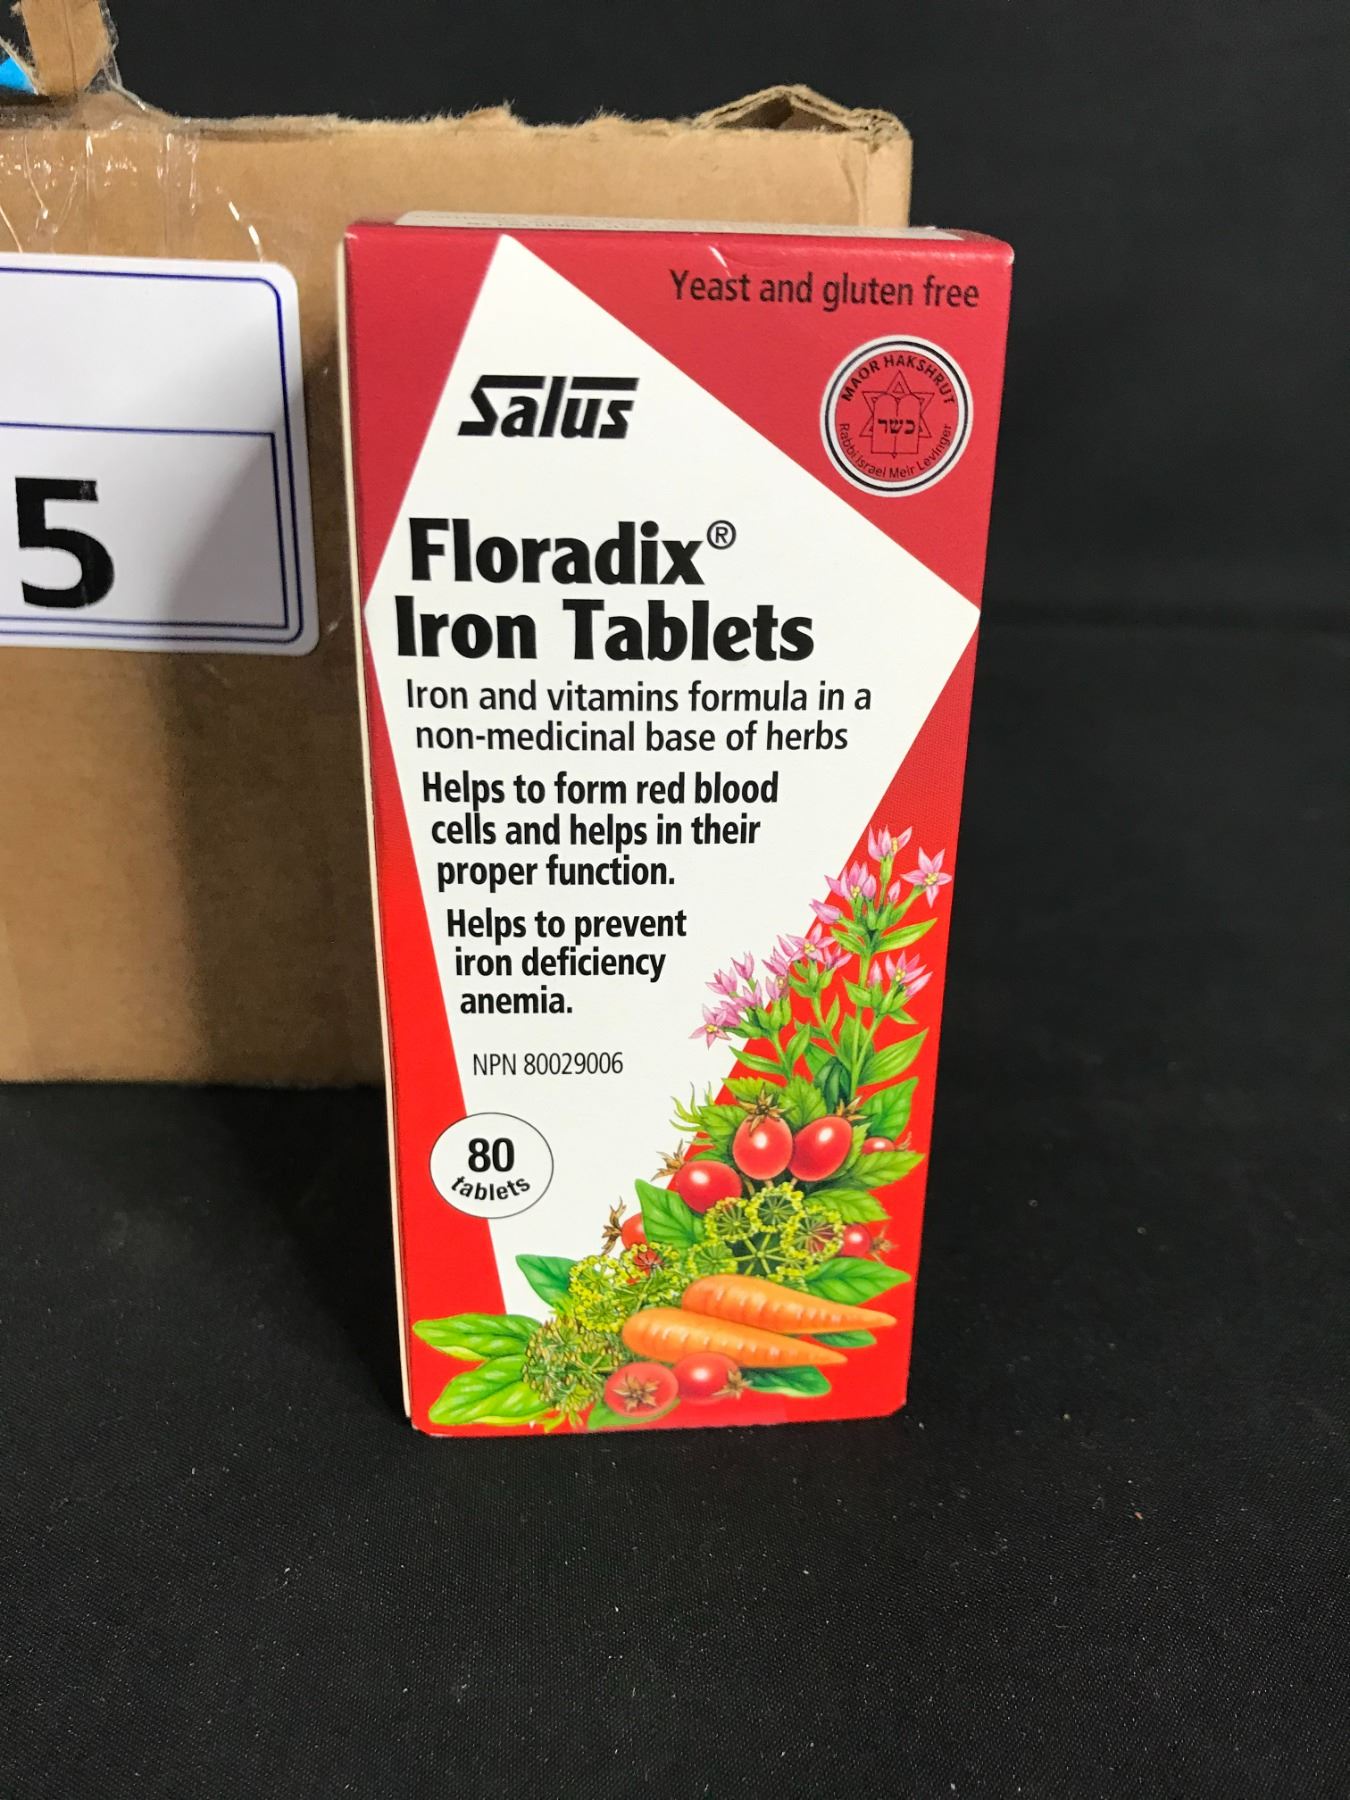 Yeast and gluten free
MAOR HAKSHRUT
כשר
Rabbi Israel Meir Levinger
Salus
Floradix®
Iron Tablets
Iron and vitamins formula in a
non-medicinal base of herbs
Helps to form red blood
cells and helps in their
proper function.
Helps to prevent
iron deficiency
anemia.
NPN 80029006
80
tablets
5